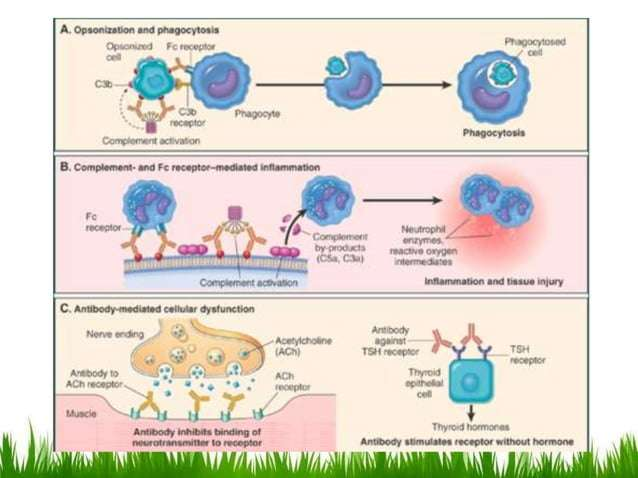 A. Opsonization and phagocytosis
Opsonized
cell
Fc receptor
C3b
C3b
receptor
Phagocyte
Complement activation
Phagocytosed
cell
Phagocytosis
B. Complement- and Fc receptor–mediated inflammation
Fc
receptor
Complement activation
Complement
by-products
(C5a, C3a)
Neutrophil
enzymes,
reactive oxygen
intermediates
Inflammation and tissue injury
C. Antibody-mediated cellular dysfunction
Nerve ending
Acetylcholine
(ACh)
Antibody to
ACh receptor
ACh
receptor
Muscle
Antibody inhibits binding of
neurotransmitter to receptor
Antibody
against
TSH receptor
TSH
receptor
Thyroid
epithelial
cell
Thyroid hormones
Antibody stimulates receptor without hormone